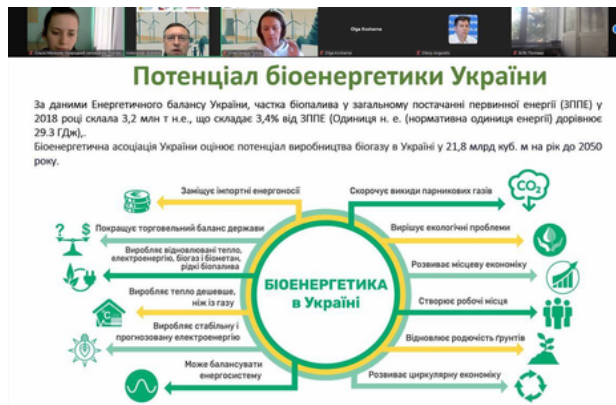 Olga Kosharna
Olga Kosharna
Потенціал біоенергетики України
За даними Енергетичного балансу України, частка біопалива у загальному постачанні первинної енергії (ЗППЕ) у
2018 році склала 3,2 млн т н.е., що складає 3,4% від ЗППЕ (Одиниця н. е. (нормативна одиниця енергії) дорівнює
29.3 ГДж),.
Біоенергетична асоціація України оцінює потенціал виробництва біогазу в Україні у 21,8 млрд куб. м на рік до 2050
року.
Заміщує імпортні енергоносії
Покращує торговельний баланс держави
Виробляє відновлювані тепло,
електроенергію, біогаз і біометан,
рідкі біопалива
Виробляє тепло дешевше,
ніж із газу
Виробляє стабільну і
прогнозовану електроенергію
Може балансувати
енергосистему
БІОЕНЕРГЕТИКА
в Україні
Скорочує викиди парникових газів
CO2
Вирішує екологічні проблеми
Розвиває місцеву економіку
Створює робочі місця
Відновлює родючість ґрунтів
Розвиває циркулярну економіку
? $